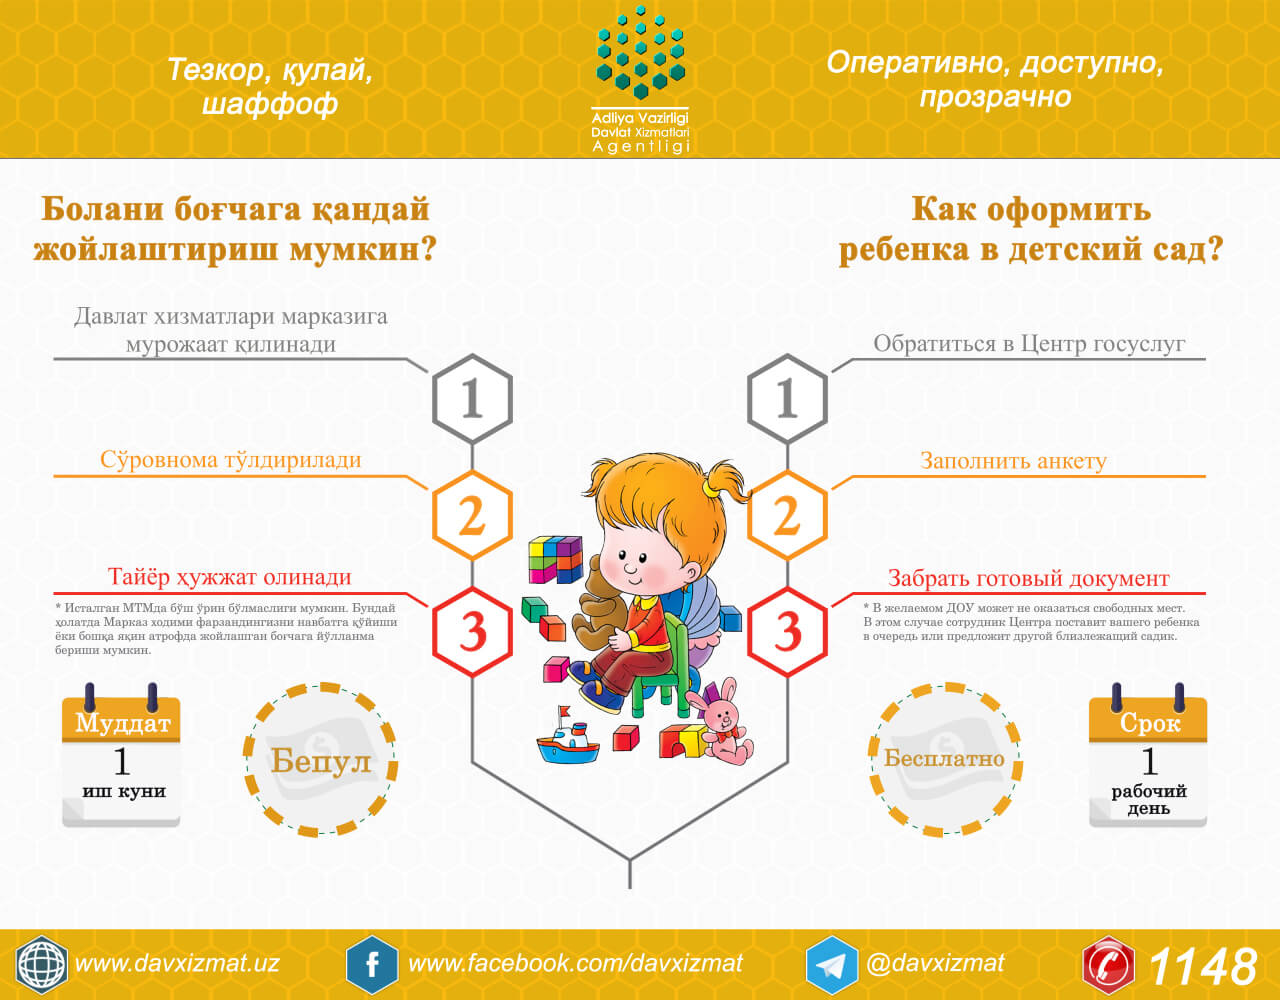 Тезкор, қулай,
шаффоф
Adliya Vazirligi
Davlat Xizmatlari
Agentligi
Оперативно, доступно,
прозрачно
Болани боғчага қандай
жойлаштириш мумкин?
Давлат хизматлари марказига
мурожаат қилинади
1
Сўровнома тўлдирилади
2
Тайёр ҳужжат олинади
3
* Исталган МТМда бўш ўрин бўлмаслиги мумкин. Бундай
ҳолатда Марказ ходими фарзандингизни навбатга қўйиши
ёки бошқа яқин атрофда жойлашган боғчага йўлланма
бериши мумкин.
Муддат
1
иш куни
Бепул
Как оформить
ребенка в детский сад?
Обратиться в Центр госуслуг
1
Заполнить анкету
2
Забрать готовый документ
3
* В желаемом ДОУ может не оказаться свободных мест.
В этом случае сотрудник Центра поставит вашего ребенка
в очередь или предложит другой близлежащий садик.
Бесплатно
Срок
1
рабочий
день
www.davxizmat.uz
www.facebook.com/davxizmat
@davxizmat
1148